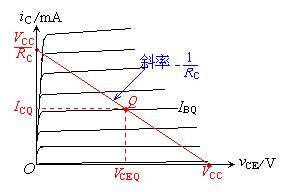 i_C/mA
V_CC/R_C
斜率 -1/R_C
I_CQ
Q
I_BQ
O
V_CEQ
V_CC
v_CE/V